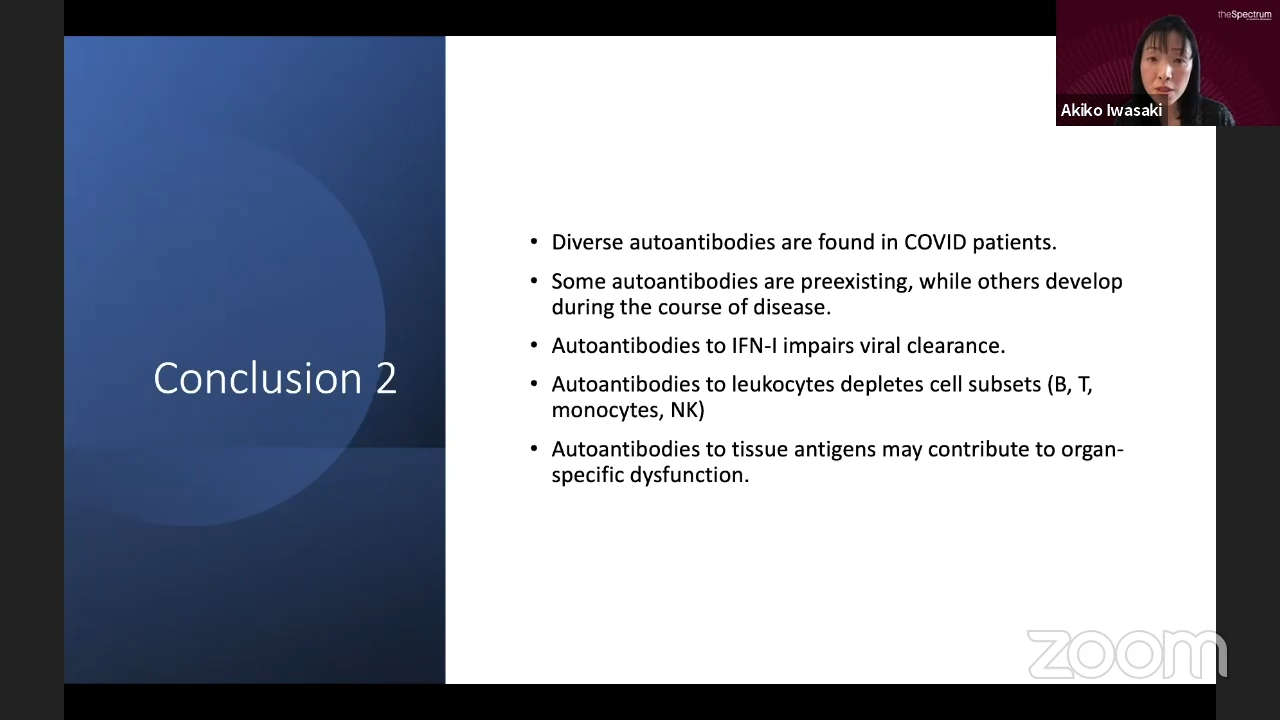 theSpectrum
Akiko Iwasaki
Conclusion 2
• Diverse autoantibodies are found in COVID patients.
• Some autoantibodies are preexisting, while others develop
during the course of disease.
• Autoantibodies to IFN-I impairs viral clearance.
• Autoantibodies to leukocytes depletes cell subsets (B, T,
monocytes, NK)
• Autoantibodies to tissue antigens may contribute to organ-
specific dysfunction.
zoom